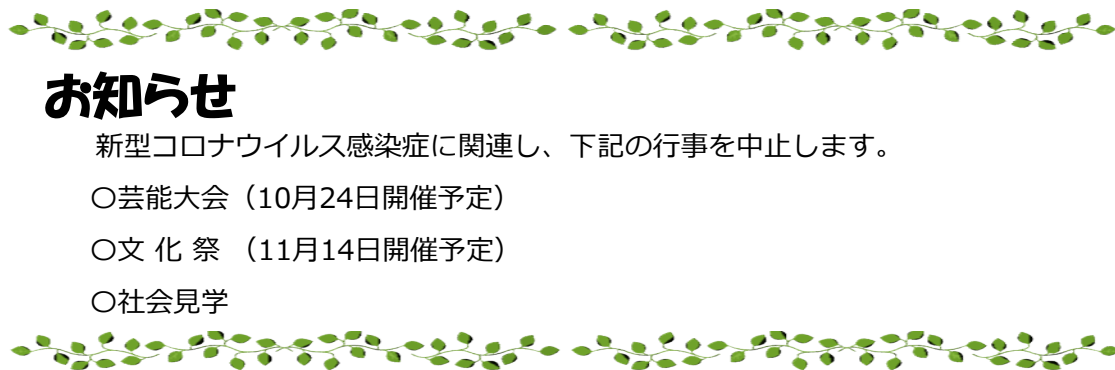 お知らせ
新型コロナウイルス感染症に関連し、下記の行事を中止します。
〇芸能大会（10月24日開催予定）
〇文 化 祭 （11月14日開催予定）
〇社会見学